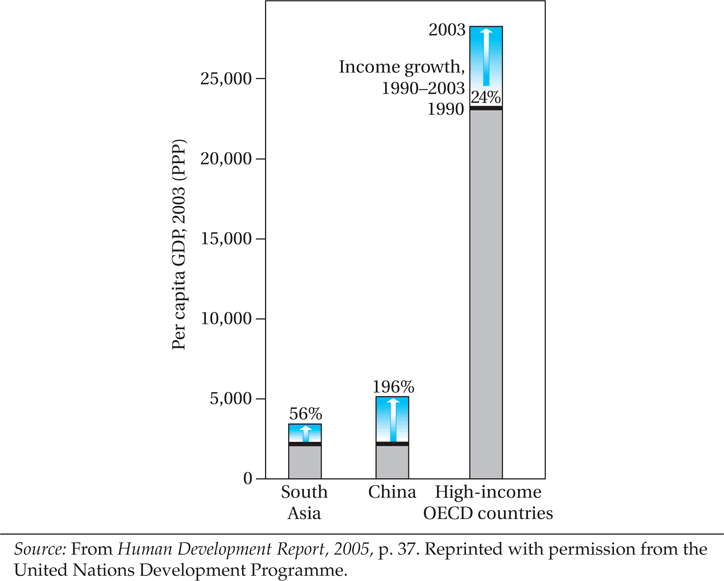 2003
Income growth,
1990–2003
24%
1990
25,000
20,000
15,000
10,000
5,000
0
Per capita GDP, 2003 (PPP)
56%
196%
South
Asia
China
High-income
OECD countries
Source: From Human Development Report, 2005, p. 37. Reprinted with permission from the
United Nations Development Programme.